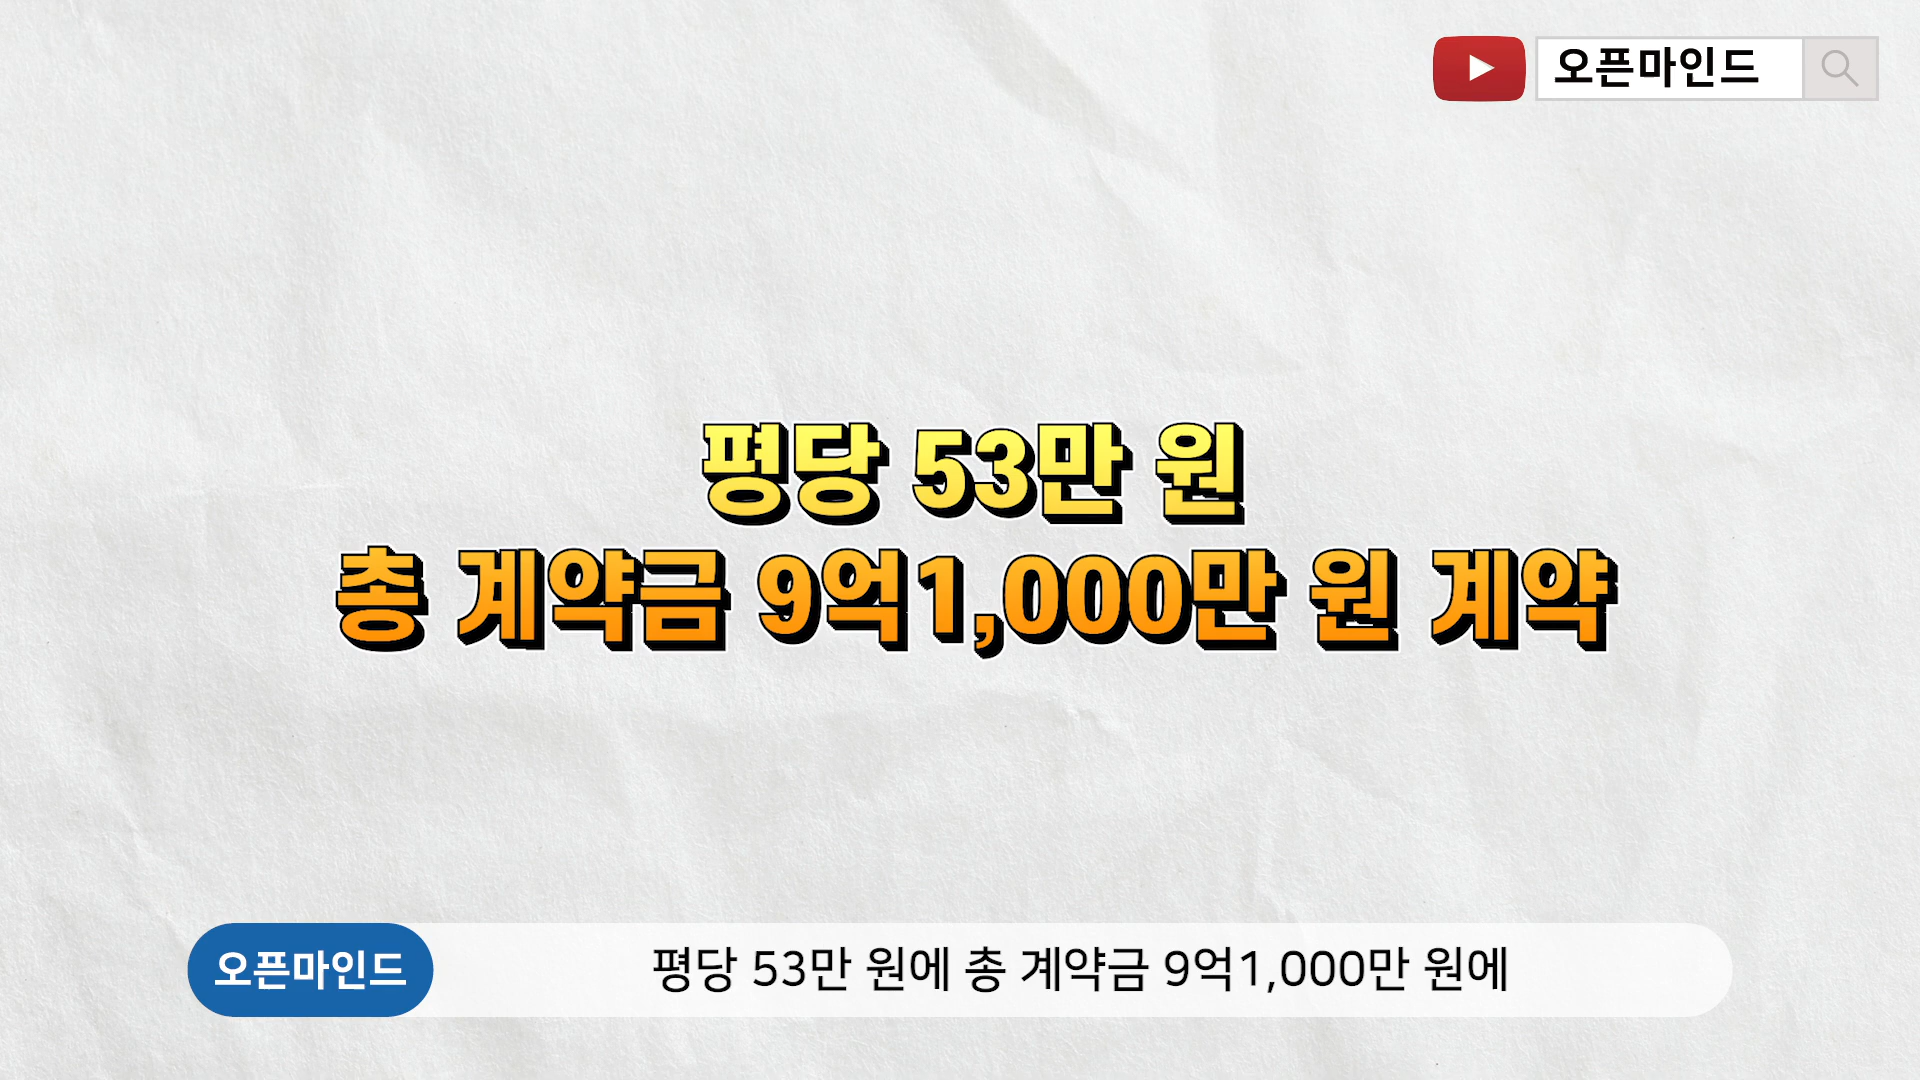 오픈마인드
평당 53만 원
총 계약금 9억1,000만 원 계약
오픈마인드
평당 53만 원에 총 계약금 9억1,000만 원에